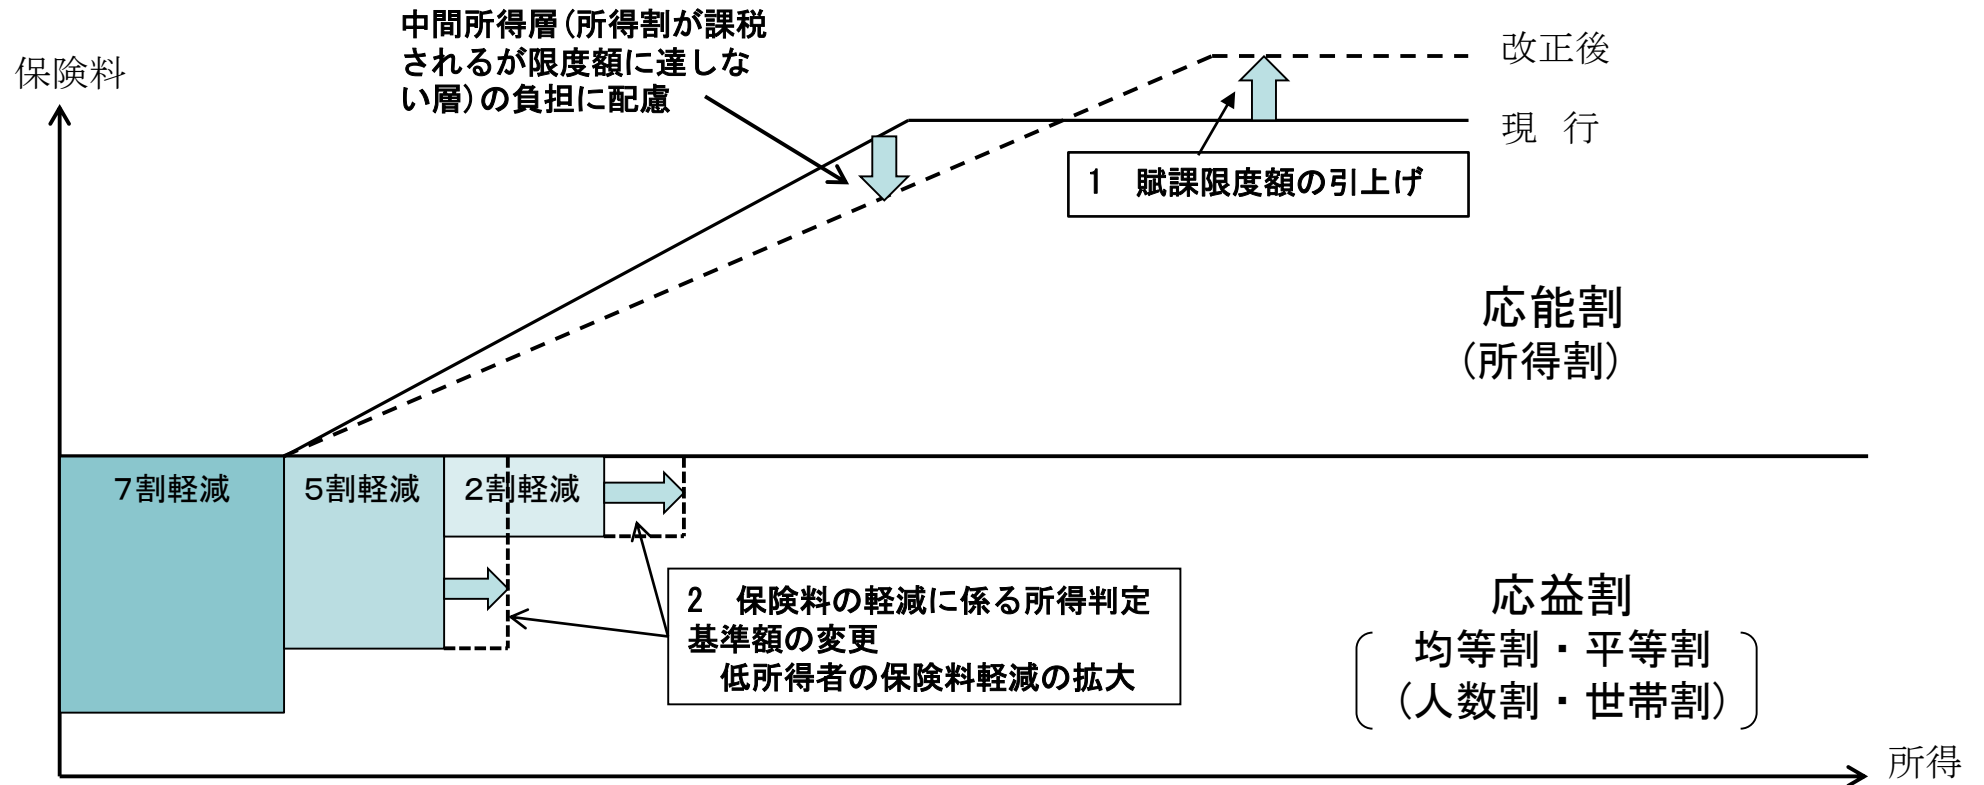 中間所得層(所得割が課税
されるが限度額に達しな
い層)の負担に配慮
保険料
改正後
現 行
1 賦課限度額の引上げ
応能割
(所得割)
7割軽減
5割軽減
2割軽減
2 保険料の軽減に係る所得判定
基準額の変更
低所得者の保険料軽減の拡大
応益割
均等割・平等割
(人数割・世帯割)
所得